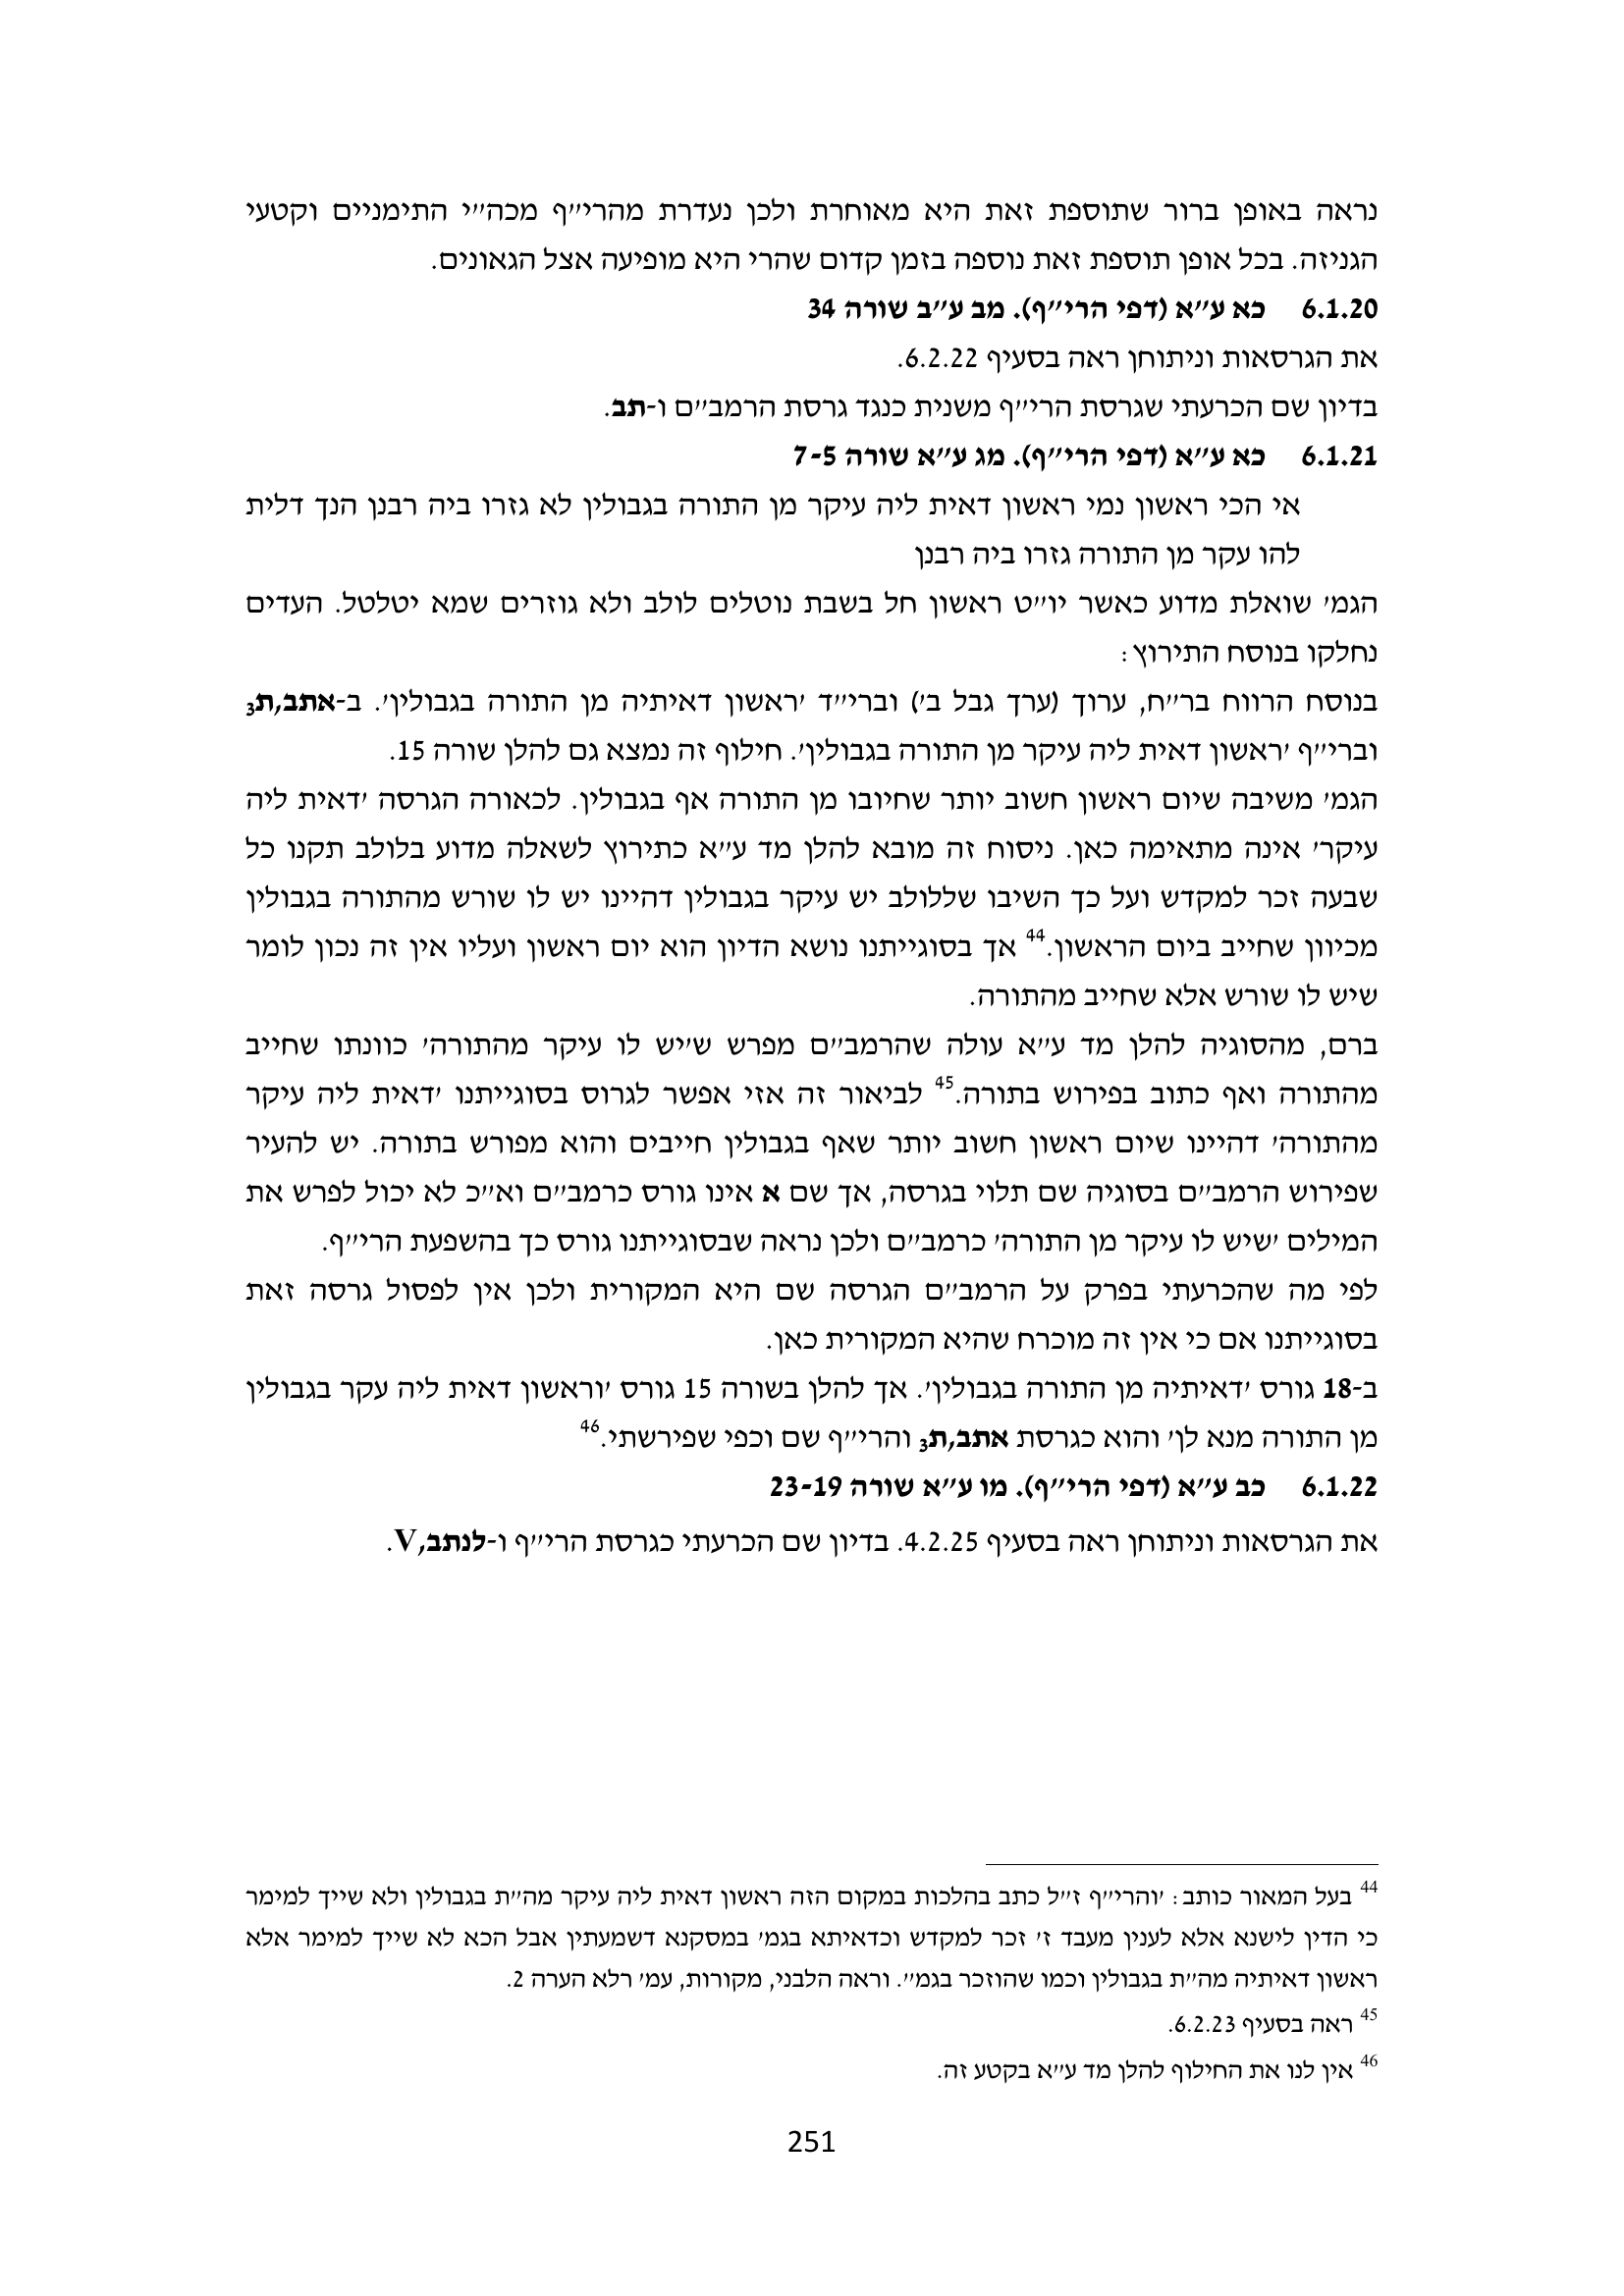 נראה באופן ברור שתוספת זאת היא מאוחרת ולכן נעדרת מהרי״ף מכה״י התימניים וקטעי
הגניזה. בכל אופן תוספת זאת נוספה בזמן קדום שהרי היא מופיעה אצל הגאונים.
6.1.20 כא ע״א (דפי הרי״ף). מב ע״ב שורה 34
את הגרסאות וניתוחן ראה בסעיף 6.2.22.
בדיון שם הכרעתי שגרסת הרי״ף משנית כנגד גרסת הרמב״ם ו-תב.
6.1.21 כא ע״א (דפי הרי״ף). מג ע״א שורה 7-5
אי הכי ראשון נמי ראשון דאית ליה עיקר מן התורה בגבולין לא גזרו ביה רבנן הנך דלית
להו עקר מן התורה גזרו ביה רבנן
הגמ׳ שואלת מדוע כאשר יו״ט ראשון חל בשבת נוטלים לולב ולא גוזרים שמא יטלטל. העדים
נחלקו בנוסח התירוץ:
בנוסח הרווח בר״ח, ערוך (ערך גבל ב׳) וברי״ד ׳ראשון דאיתיה מן התורה בגבולין׳. ב-אתב,ת3
וברי״ף ׳ראשון דאית ליה עיקר מן התורה בגבולין׳. חילוף זה נמצא גם להלן שורה 15.
הגמ׳ משיבה שיום ראשון חשוב יותר שחיובו מן התורה אף בגבולין. לכאורה הגרסה ׳דאית ליה
עיקר׳ אינה מתאימה כאן. ניסוח זה מובא להלן מד ע״א כתירוץ לשאלה מדוע בלולב תקנו כל
שבעה זכר למקדש ועל כך השיבו שללולב יש עיקר בגבולין דהיינו יש לו שורש מהתורה בגבולין
מכיוון שחייב ביום הראשון.44 אך בסוגייתנו נושא הדיון הוא יום ראשון ועליו אין זה נכון לומר
שיש לו שורש אלא שחייב מהתורה.
ברם, מהסוגיה להלן מד ע״א עולה שהרמב״ם מפרש ש׳יש לו עיקר מהתורה׳ כוונתו שחייב
מהתורה ואף כתוב בפירוש בתורה.45 לביאור זה אזי אפשר לגרוס בסוגייתנו ׳דאית ליה עיקר
מהתורה׳ דהיינו שיום ראשון חשוב יותר שאף בגבולין חייבים והוא מפורש בתורה. יש להעיר
שפירוש הרמב״ם בסוגיה שם תלוי בגרסה, אך שם א אינו גורס כרמב״ם וא״כ לא יכול לפרש את
המילים ׳שיש לו עיקר מן התורה׳ כרמב״ם ולכן נראה שבסוגייתנו גורס כך בהשפעת הרי״ף.
לפי מה שהכרעתי בפרק על הרמב״ם הגרסה שם היא המקורית ולכן אין לפסול גרסה זאת
בסוגייתנו אם כי אין זה מוכרח שהיא המקורית כאן.
ב-18 גורס ׳דאיתיה מן התורה בגבולין׳. אך להלן בשורה 15 גורס ׳וראשון דאית ליה עקר בגבולין
מן התורה מנא לן׳ והוא כגרסת אתב,ת3 והרי״ף שם וכפי שפירשתי.46
6.1.22 כב ע״א (דפי הרי״ף). מו ע״א שורה 23-19
את הגרסאות וניתוחן ראה בסעיף 4.2.25. בדיון שם הכרעתי כגרסת הרי״ף ו-לנתב,V.
44 בעל המאור כותב: ׳והרי״ף ז״ל כתב בהלכות במקום הזה ראשון דאית ליה עיקר מה״ת בגבולין ולא שייך למימר
כי הדין לישנא אלא לענין מעבד ז׳ זכר למקדש וכדאיתא בגמ׳ במסקנא דשמעתין אבל הכא לא שייך למימר אלא
ראשון דאיתיה מה״ת בגבולין וכמו שהוזכר בגמ׳׳. וראה הלבני, מקורות, עמ׳ רלא הערה 2.
45 ראה בסעיף 6.2.23.
46 אין לנו את החילוף להלן מד ע״א בקטע זה.
251